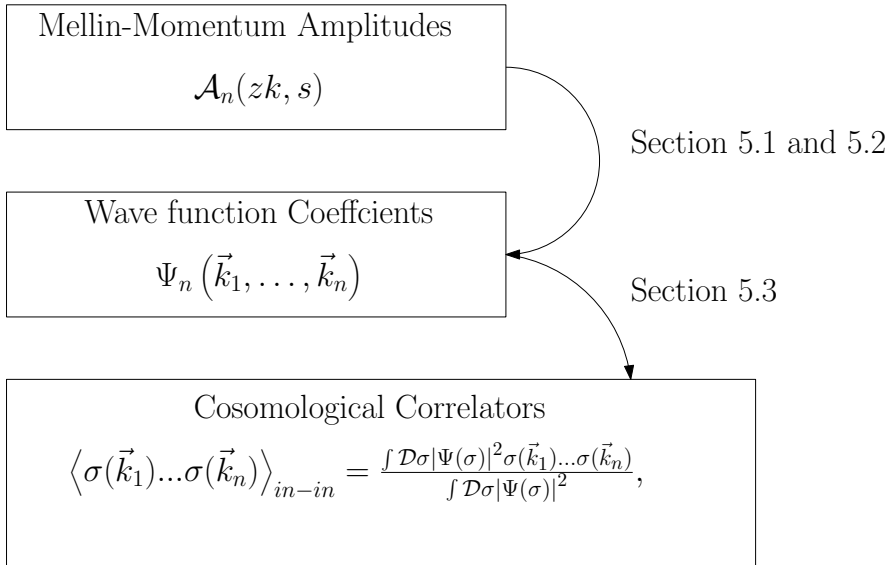 Mellin-Momentum Amplitudes
𝒜ₙ(zk, s)
Section 5.1 and 5.2
Wave function Coeffcients
Ψₙ (k⃗₁, . . . , k⃗ₙ)
Section 5.3
Cosomological Correlators
⟨σ(k⃗₁)...σ(k⃗ₙ)⟩ᵢₙ₋ᵢₙ = ∫ 𝒟σ|Ψ(σ)|²σ(k⃗₁)...σ(k⃗ₙ) / ∫ 𝒟σ|Ψ(σ)|² ,